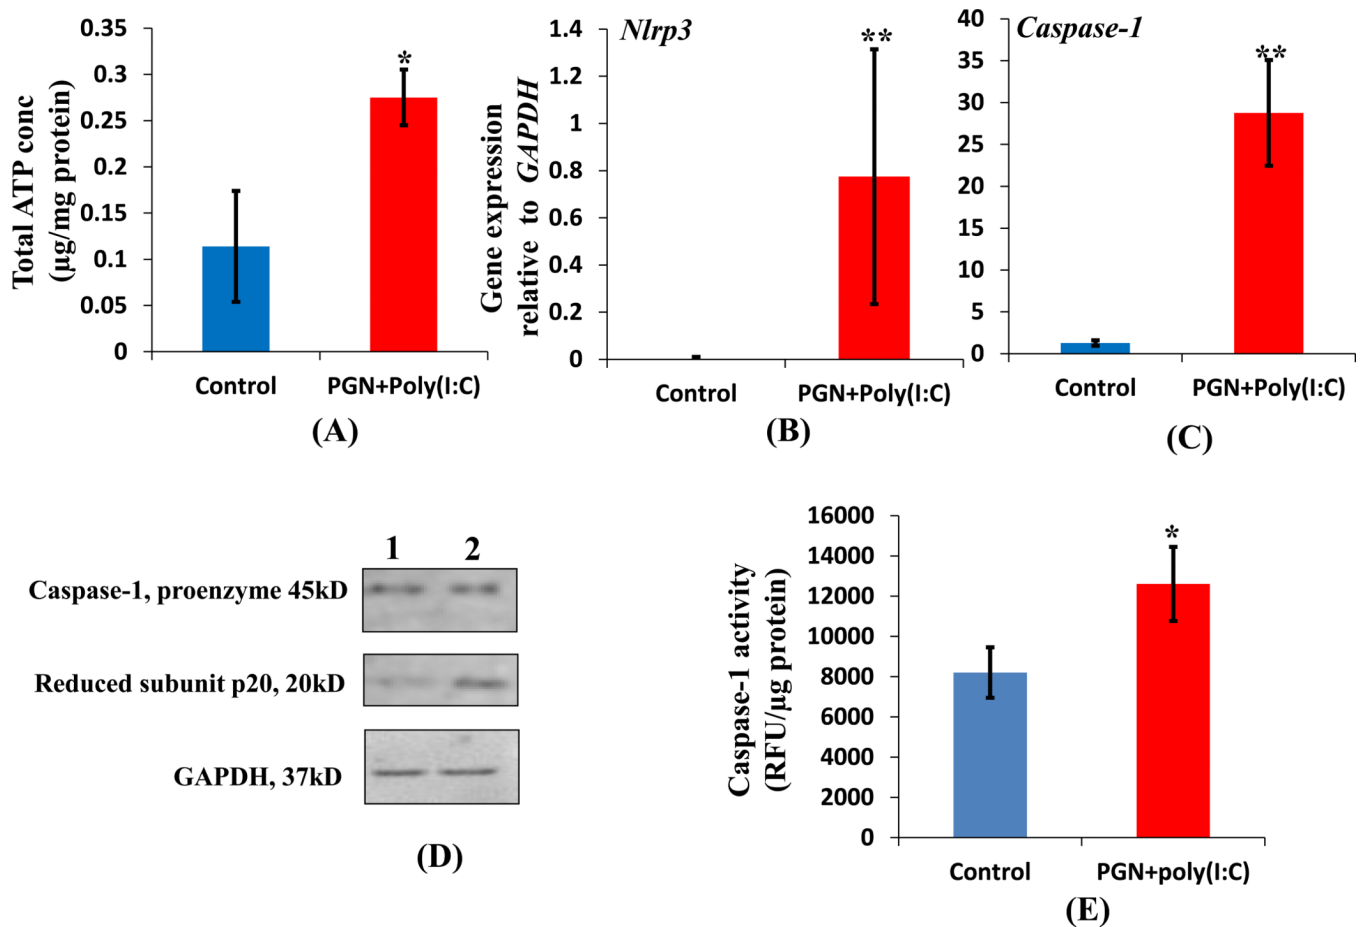 Total ATP conc
(µg/mg protein)
0.35
0.3
0.25
0.2
0.15
0.1
0.05
0
*
Control
PGN+Poly(I:C)
(A)
Gene expression
relative to GAPDH
1.4
1.2
1
0.8
0.6
0.4
0.2
0
Nlrp3
**
Control
PGN+Poly(I:C)
(B)
40
35
30
25
20
15
10
5
0
Caspase-1
**
Control
PGN+Poly(I:C)
(C)
1 2
Caspase-1, proenzyme 45kD
Reduced subunit p20, 20kD
GAPDH, 37kD
(D)
Caspase-1 activity
(RFU/µg protein)
16000
14000
12000
10000
8000
6000
4000
2000
0
*
Control
PGN+poly(I:C)
(E)